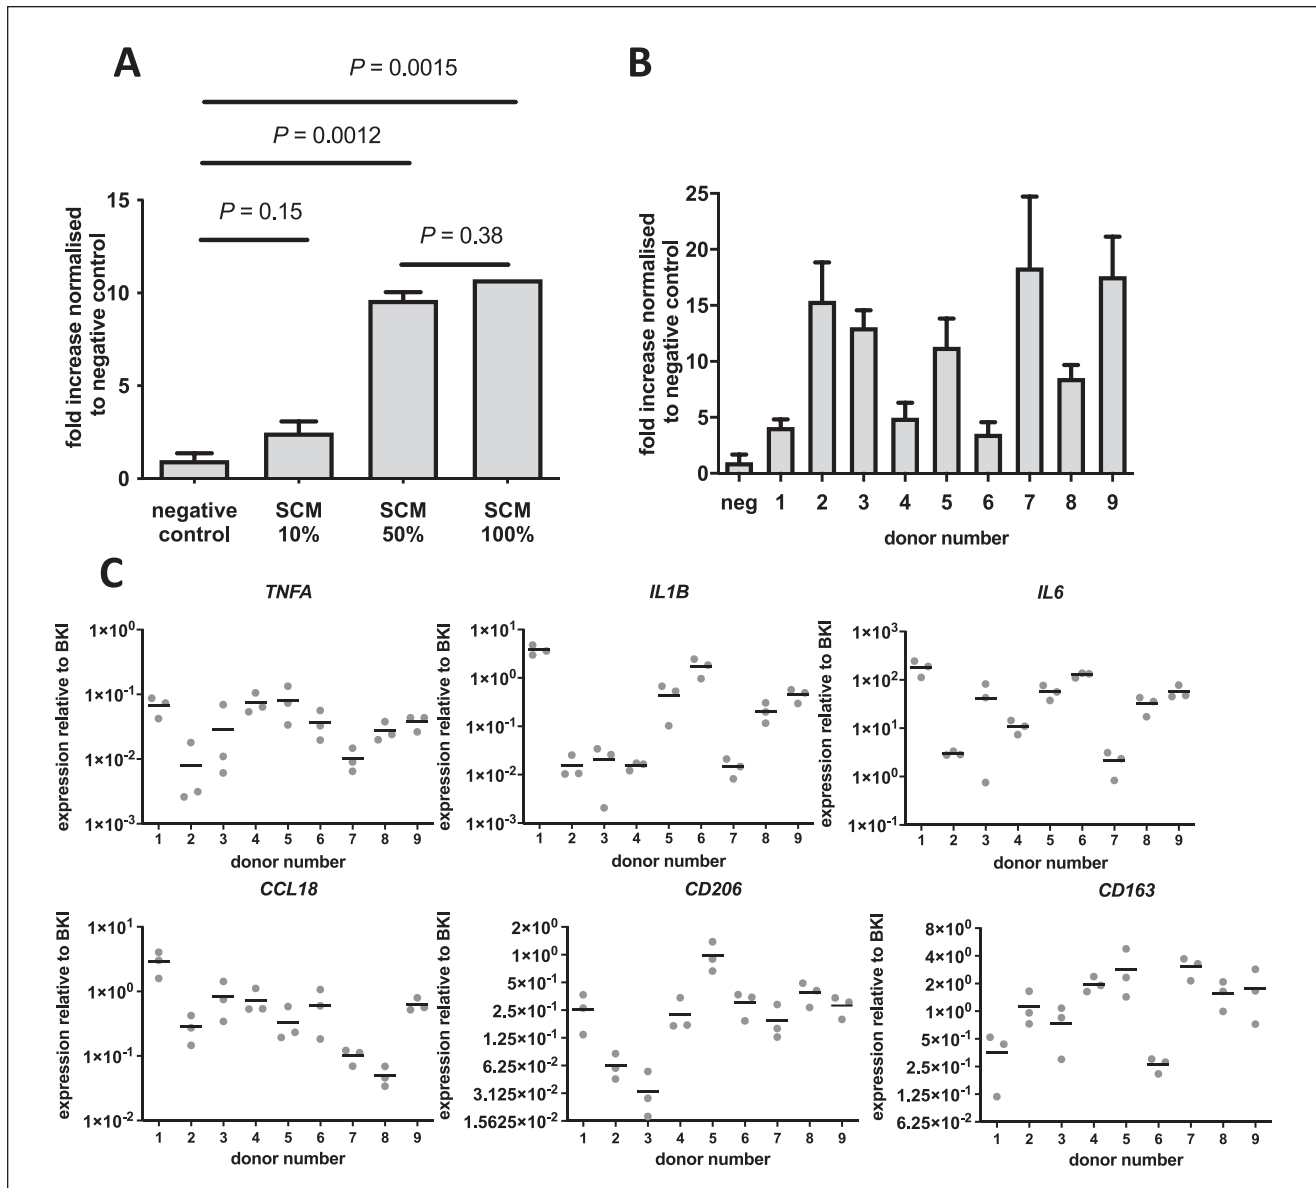 A
P = 0.0015
P = 0.0012
P = 0.15
P = 0.38
fold increase normalised
to negative control
15
10
5
0
negative
control
SCM
10%
SCM
50%
SCM
100%
B
fold increase normalised
to negative control
25
20
15
10
5
0
neg 1 2 3 4 5 6 7 8 9
donor number
C
TNFA
expression relative to BKI
1×10⁰
1×10⁻¹
1×10⁻²
1×10⁻³
1 2 3 4 5 6 7 8 9
donor number
IL1B
expression relative to BKI
1×10¹
1×10⁰
1×10⁻¹
1×10⁻²
1×10⁻³
1 2 3 4 5 6 7 8 9
donor number
IL6
expression relative to BKI
1×10³
1×10²
1×10¹
1×10⁰
1×10⁻¹
1 2 3 4 5 6 7 8 9
donor number
CCL18
expression relative to BKI
1×10¹
1×10⁰
1×10⁻¹
1×10⁻²
1 2 3 4 5 6 7 8 9
donor number
CD206
expression relative to BKI
2×10⁰
1×10⁰
5×10⁻¹
2.5×10⁻¹
1.25×10⁻¹
6.25×10⁻²
3.125×10⁻²
1.5625×10⁻²
1 2 3 4 5 6 7 8 9
donor number
CD163
expression relative to BKI
8×10⁰
4×10⁰
2×10⁰
1×10⁰
5×10⁻¹
2.5×10⁻¹
1.25×10⁻¹
6.25×10⁻²
1 2 3 4 5 6 7 8 9
donor number